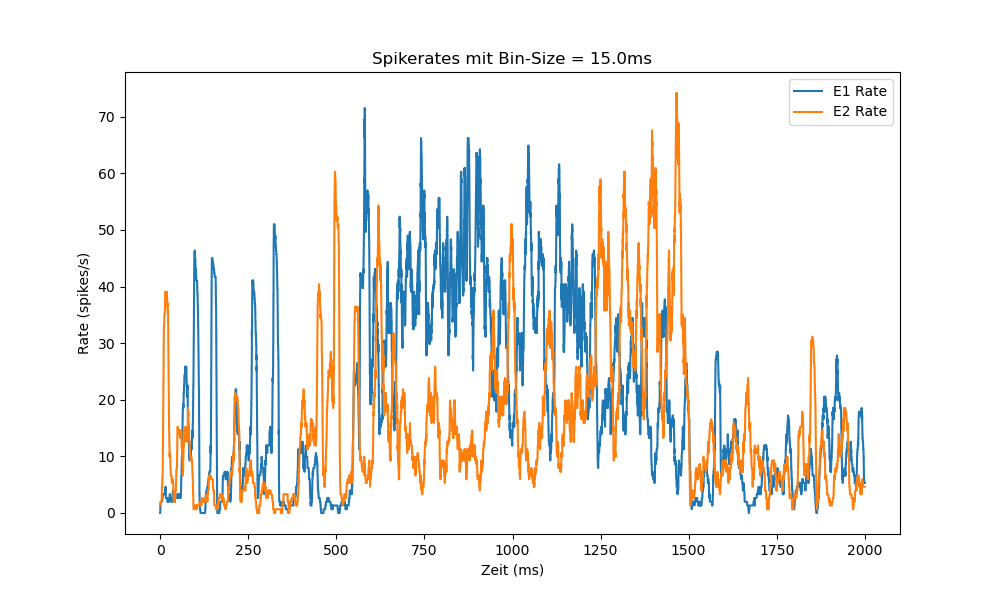 Spikerates mit Bin-Size = 15.0ms
E1 Rate
E2 Rate
Rate (spikes/s)
70
60
50
40
30
20
10
0
0 250 500 750 1000 1250 1500 1750 2000
Zeit (ms)